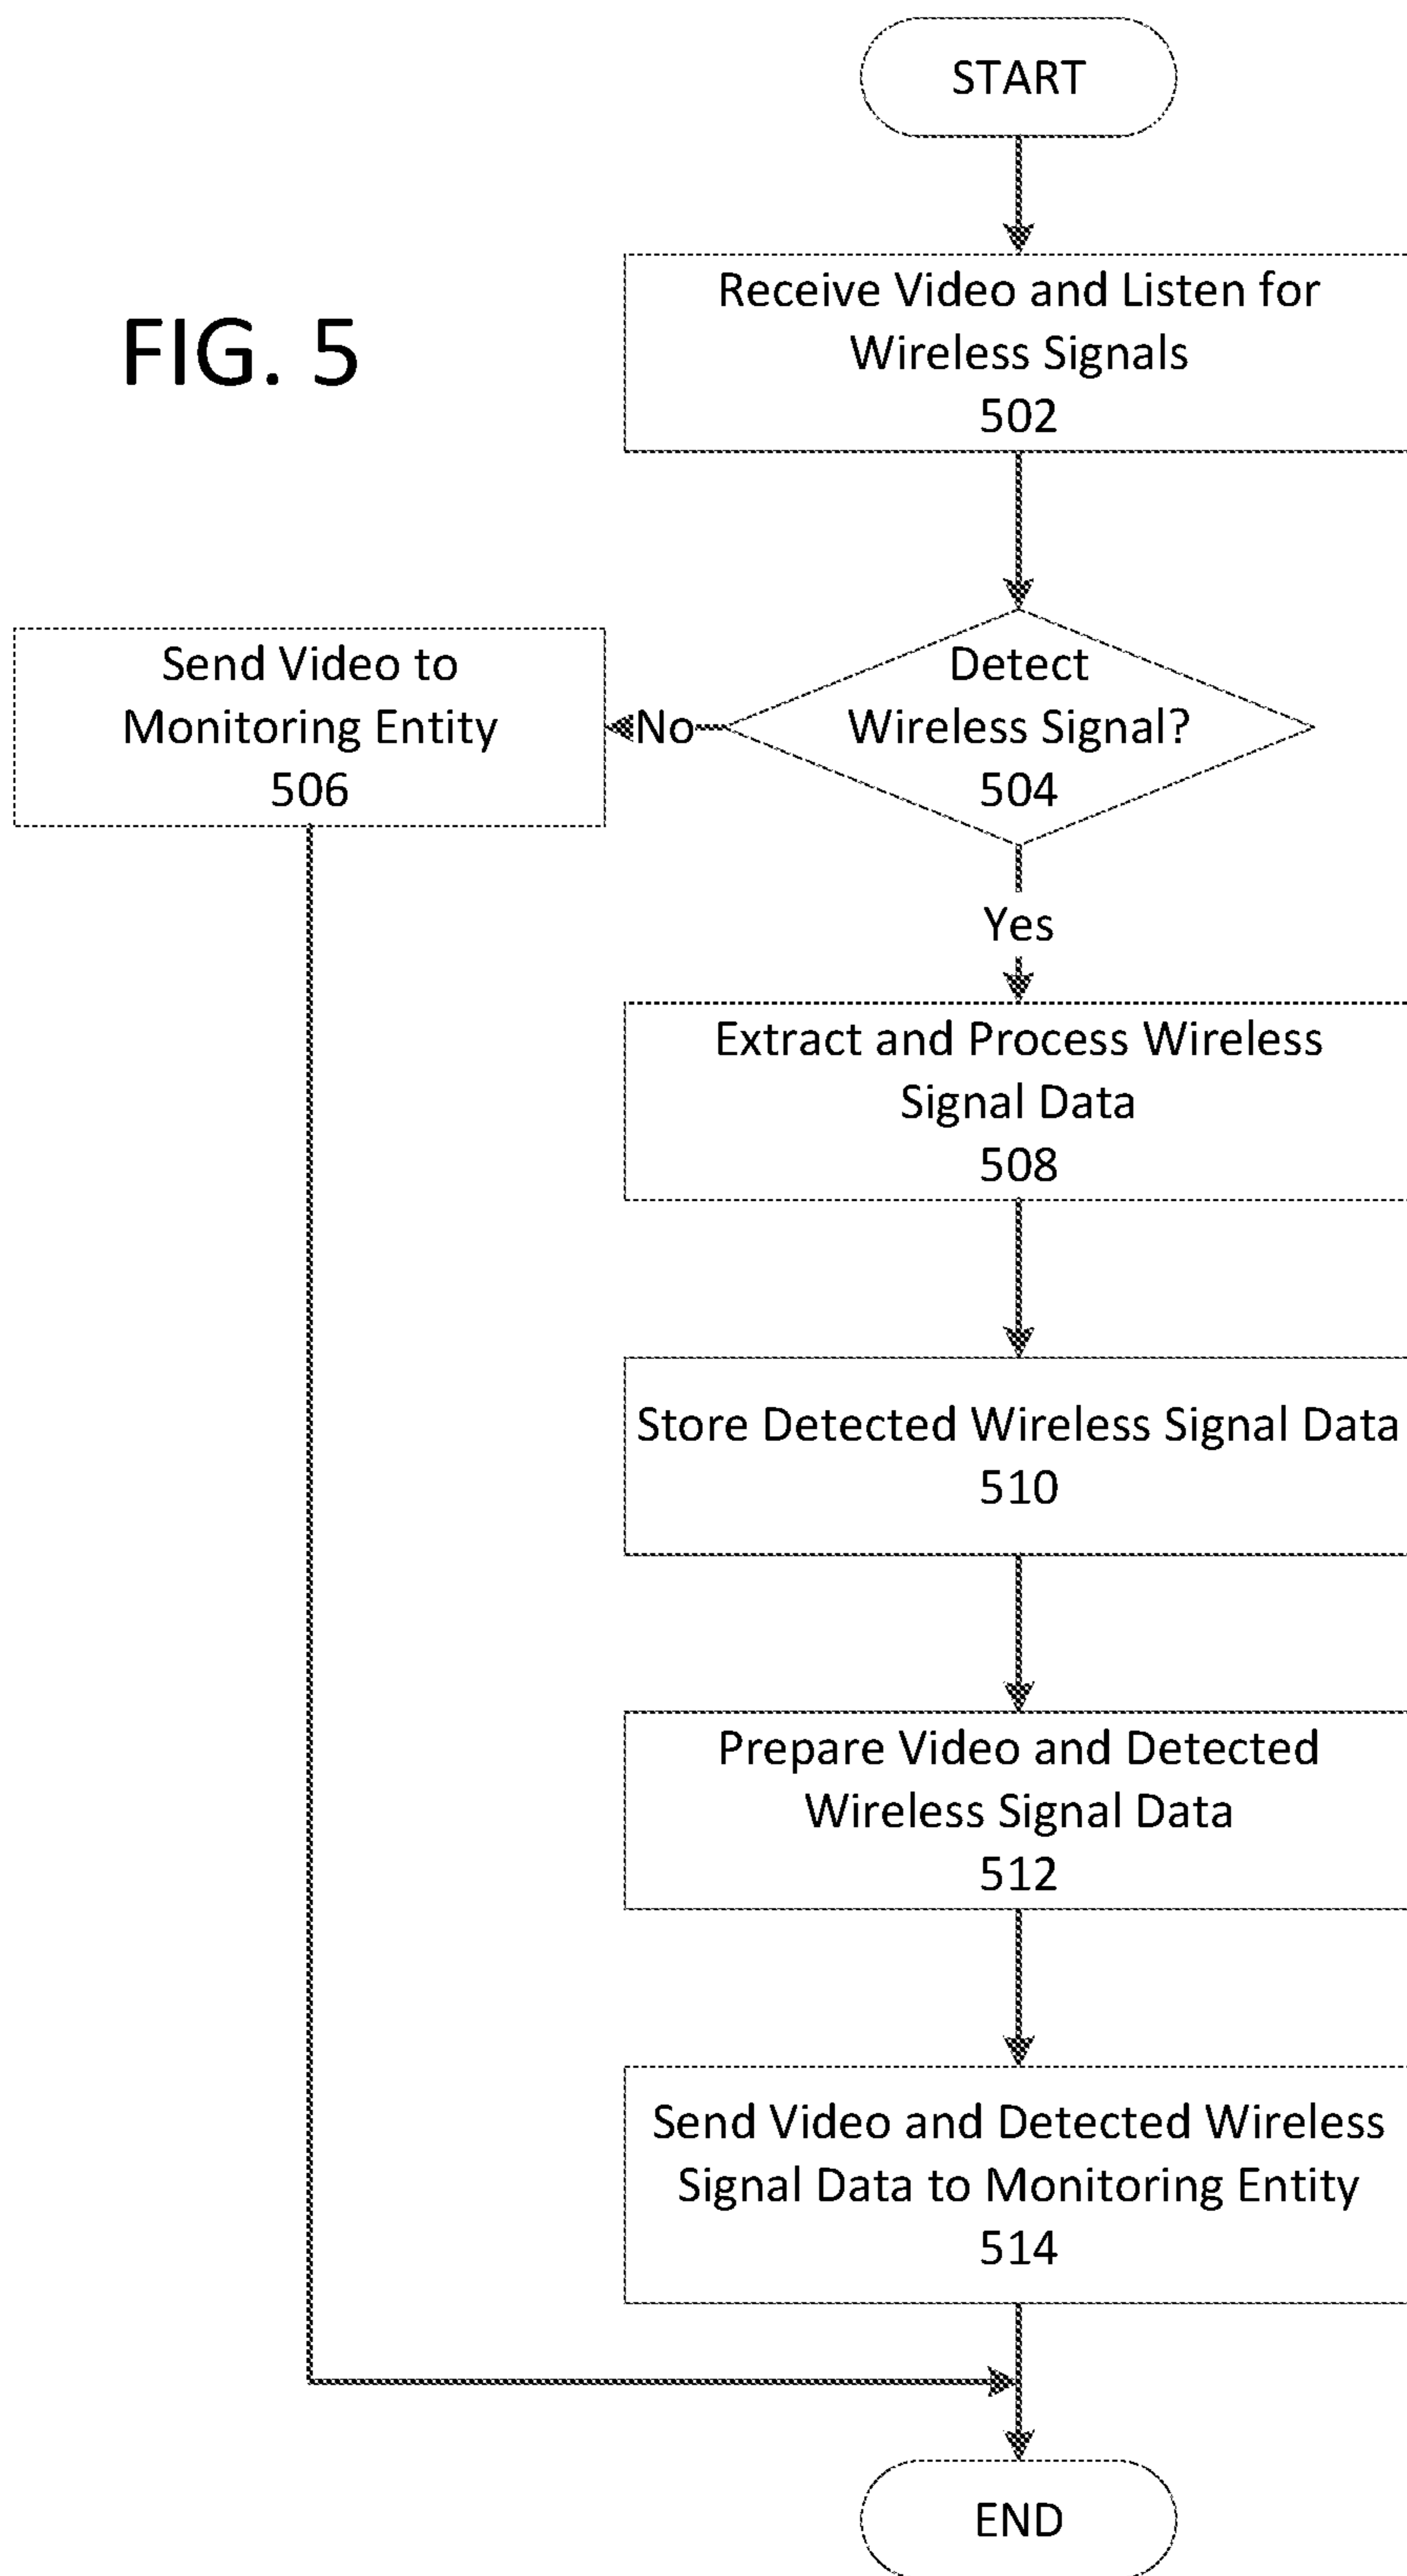 START
FIG. 5
Receive Video and Listen for
Wireless Signals
502
Send Video to
Monitoring Entity
506
No
Detect
Wireless Signal?
504
Yes
Extract and Process Wireless
Signal Data
508
Store Detected Wireless Signal Data
510
Prepare Video and Detected
Wireless Signal Data
512
Send Video and Detected Wireless
Signal Data to Monitoring Entity
514
END